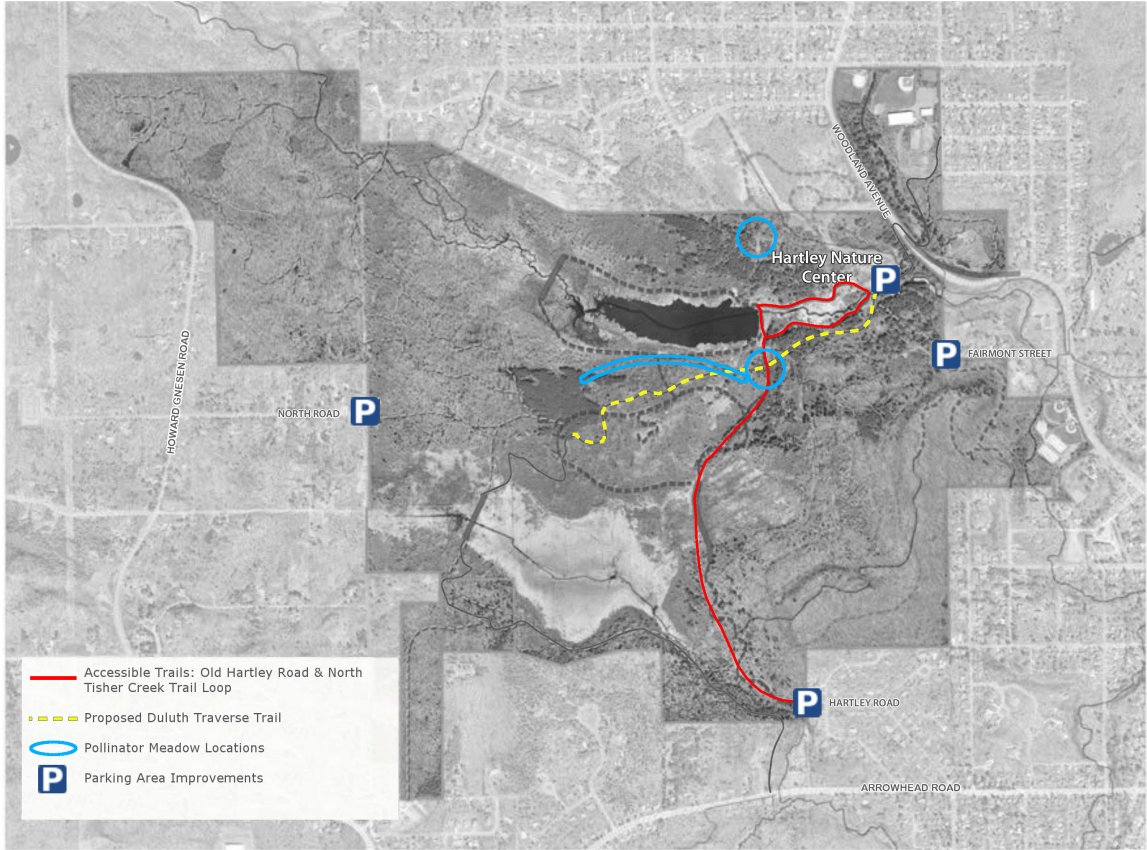 WOODLAND AVENUE
Hartley Nature
Center
P
P
FAIRMONT STREET
HOWARD GNESEN ROAD
NORTH ROAD
P
Accessible Trails: Old Hartley Road & North
Tisher Creek Trail Loop
Proposed Duluth Traverse Trail
Pollinator Meadow Locations
P
Parking Area Improvements
P
HARTLEY ROAD
ARROWHEAD ROAD